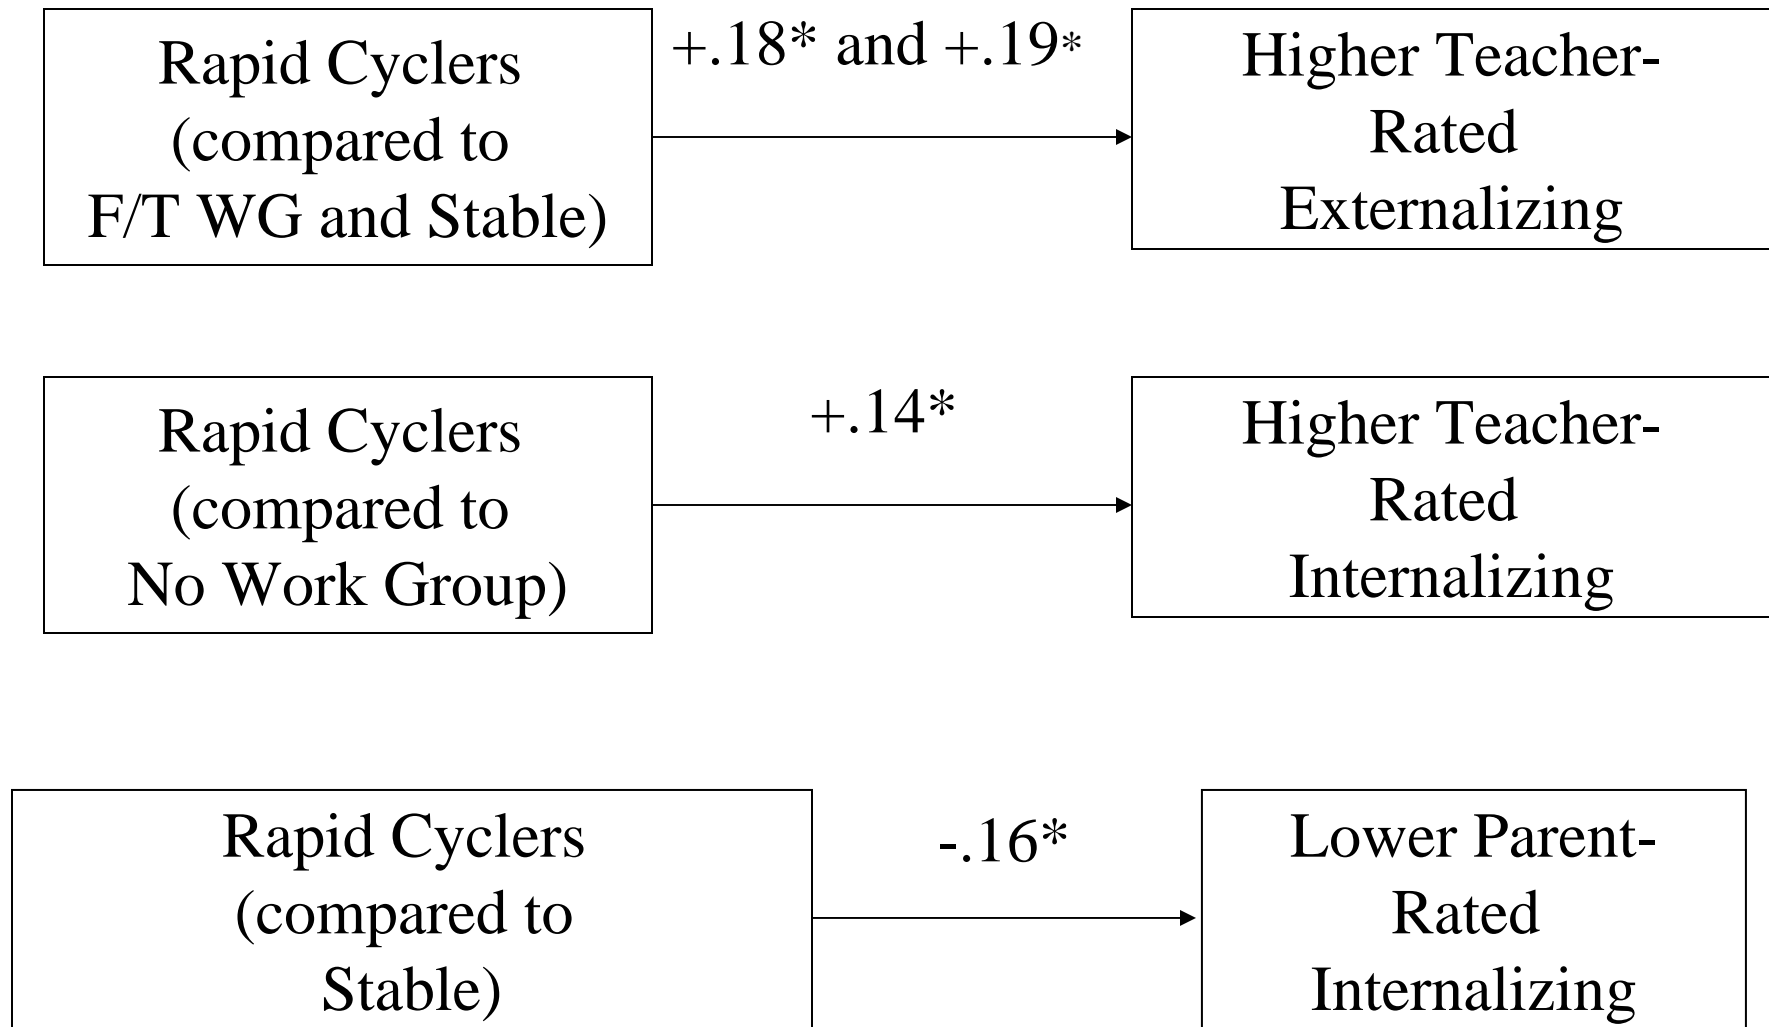 Rapid Cyclers
(compared to
F/T WG and Stable)
+.18* and +.19*
Higher Teacher-
Rated
Externalizing
Rapid Cyclers
(compared to
No Work Group)
+.14*
Higher Teacher-
Rated
Internalizing
Rapid Cyclers
(compared to
Stable)
-.16*
Lower Parent-
Rated
Internalizing